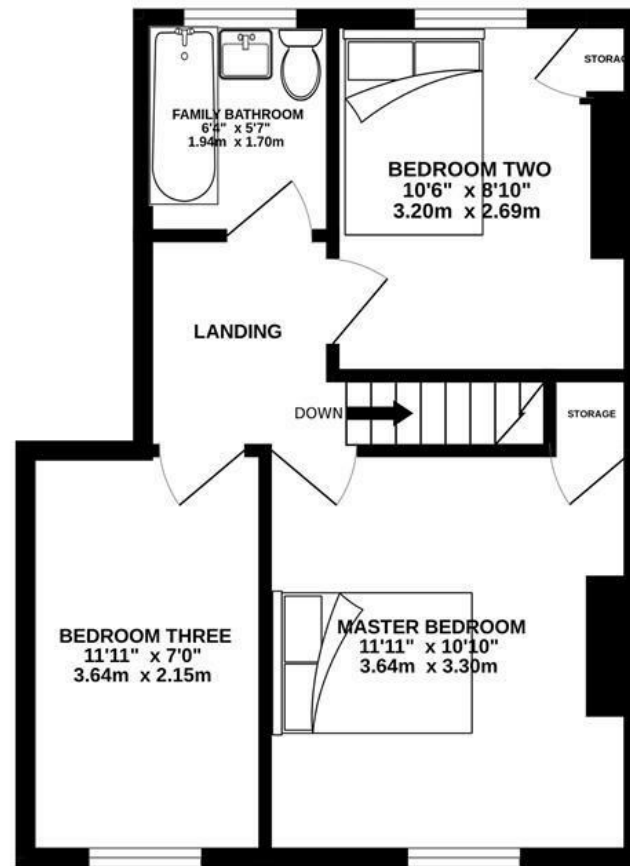 STORAG
FAMILY BATHROOM
6'4" x 5'7"
1.94m x 1.70m
BEDROOM TWO
10'6" x 8'10"
3.20m x 2.69m
LANDING
DOWN
STORAGE
MASTER BEDROOM
11'11" x 10'10"
3.64m x 3.30m
BEDROOM THREE
11'11" x 7'0"
3.64m x 2.15m